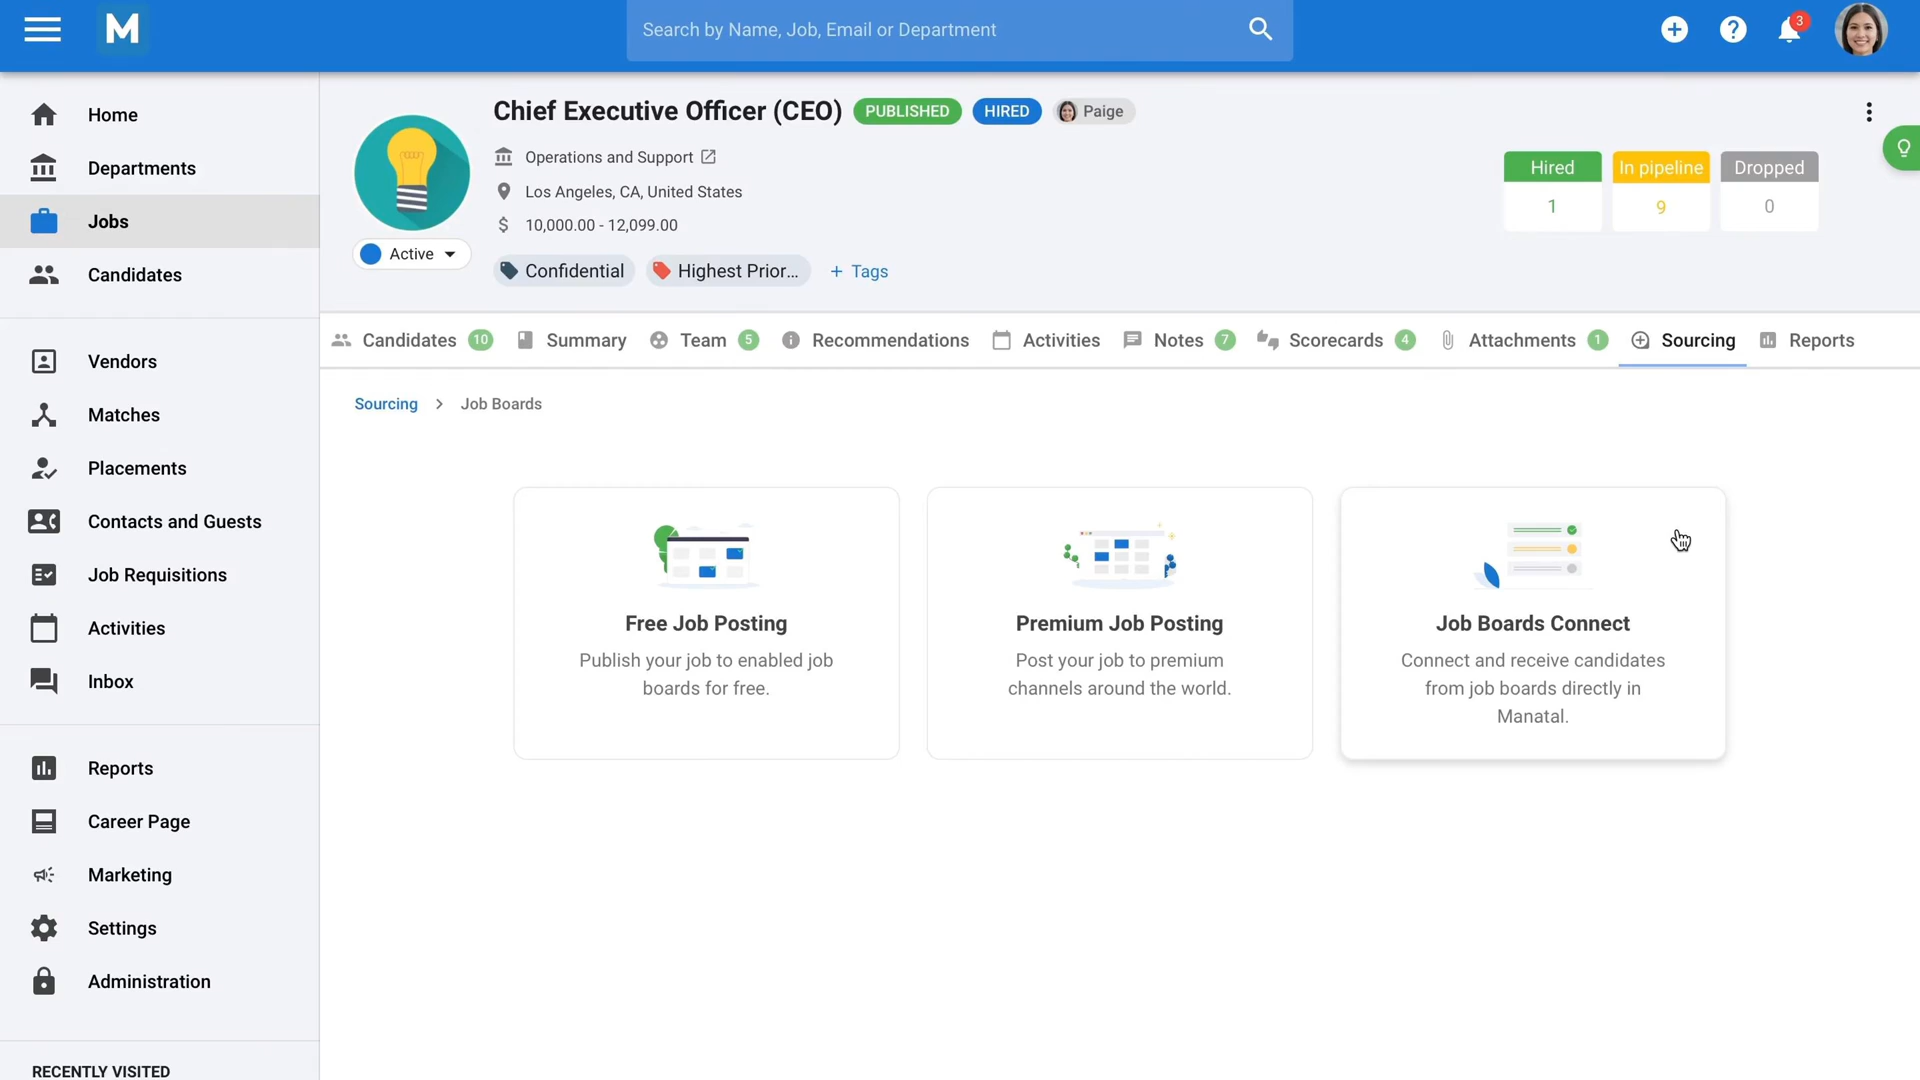 M
Search by Name, Job, Email or Department
3
Home
Departments
Jobs
Candidates
Vendors
Matches
Placements
Contacts and Guests
Job Requisitions
Activities
Inbox
Reports
Career Page
Marketing
Settings
Administration
RECENTLY VISITED
Chief Executive Officer (CEO) PUBLISHED HIRED Paige
Operations and Support
Los Angeles, CA, United States
$ 10,000.00 - 12,099.00
Active
Confidential Highest Prior... + Tags
Hired In pipeline Dropped
1 9 0
Candidates 10 Summary Team 5 Recommendations Activities Notes 7 Scorecards 4 Attachments 1 Sourcing Reports
Sourcing > Job Boards
Free Job Posting
Publish your job to enabled job
boards for free.
Premium Job Posting
Post your job to premium
channels around the world.
Job Boards Connect
Connect and receive candidates
from job boards directly in
Manatal.